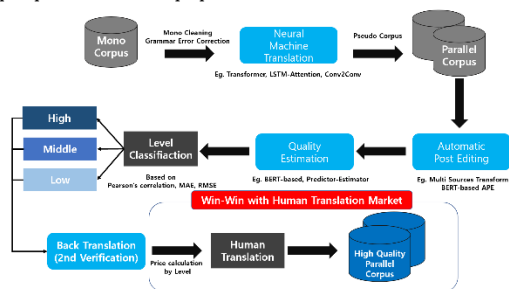 Mono
Corpus
Mono Cleaning
Grammar Error Correction
Neural
Machine
Translation
Eg. Transformer, LSTM-Attention, Conv2Conv
Pseudo Corpus
Parallel
Corpus
High
Middle
Low
Level
Classifiaction
Based on
Pearson's correlation, MAE, RMSE
Quality
Estimation
Eg. BERT-based, Predictor-Estimator
Automatic
Post Editing
Eg. Multi Sources Transform
BERT-based APE
Win-Win with Human Translation Market
Back Translation
(2nd Verification)
Price calculation
by Level
Human
Translation
High Quality
Parallel
Corpus